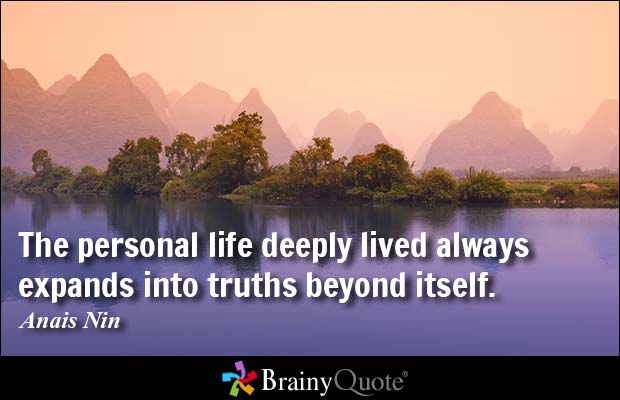 The personal life deeply lived always
expands into truths beyond itself.
Anais Nin
BrainyQuote®